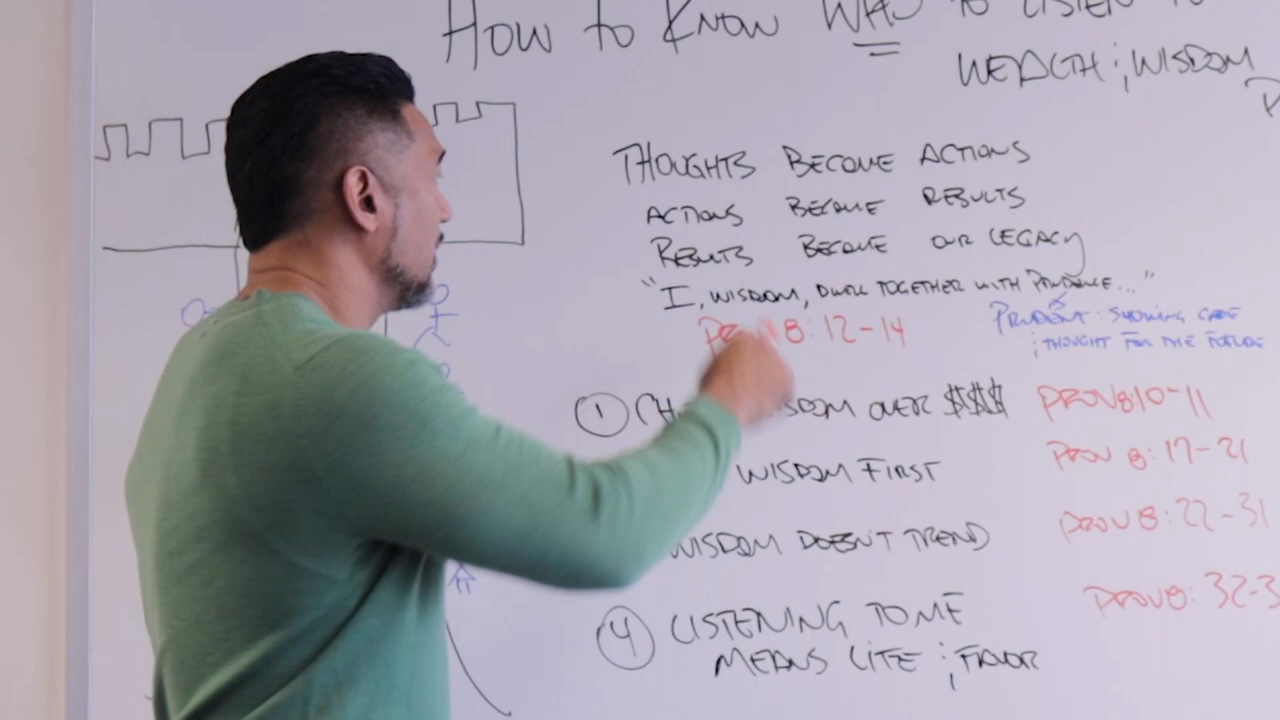 HOW TO KNOW WHO TO LISTEN TO
WEALTH ; WISDOM
THOUGHTS BECOME ACTIONS
ACTIONS BECOME RESULTS
RESULTS BECOME OUR LEGACY
"I, WISDOM, DWELL TOGETHER WITH PRUDENCE..."
PROV 8:12-14
PRUDENT: SHOWING CARE
; THOUGHT FOR THE FUTURE
① WISDOM OVER $$$ PROV 8:10-11
WISDOM FIRST PROV 8:17-21
WISDOM DOESN'T TREND PROV 8:22-31
④ LISTENING TO ME PROV 8: 32-3
MEANS LIFE ; FAVOR